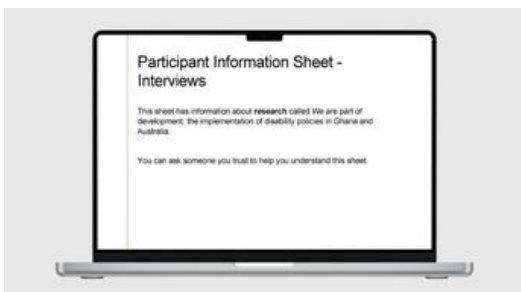 Participant Information Sheet -
Interviews
This sheet has information about research called We are part of
development: the implementation of disability policies in Ghana and
Australia.
You can ask someone you trust to help you understand this sheet.